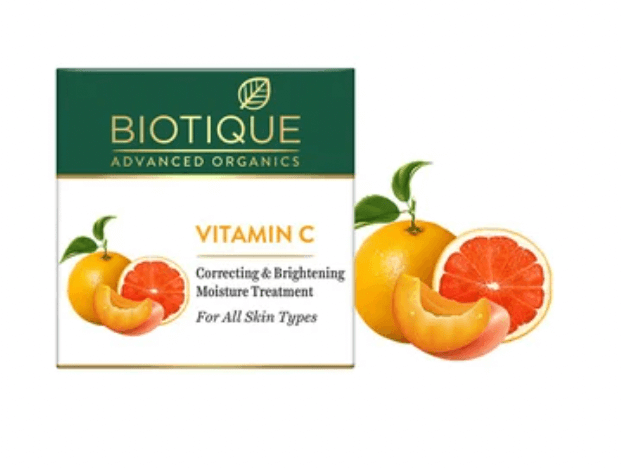 BIOTIQUE
ADVANCED ORGANICS
VITAMIN C
Correcting & Brightening
Moisture Treatment
For All Skin Types